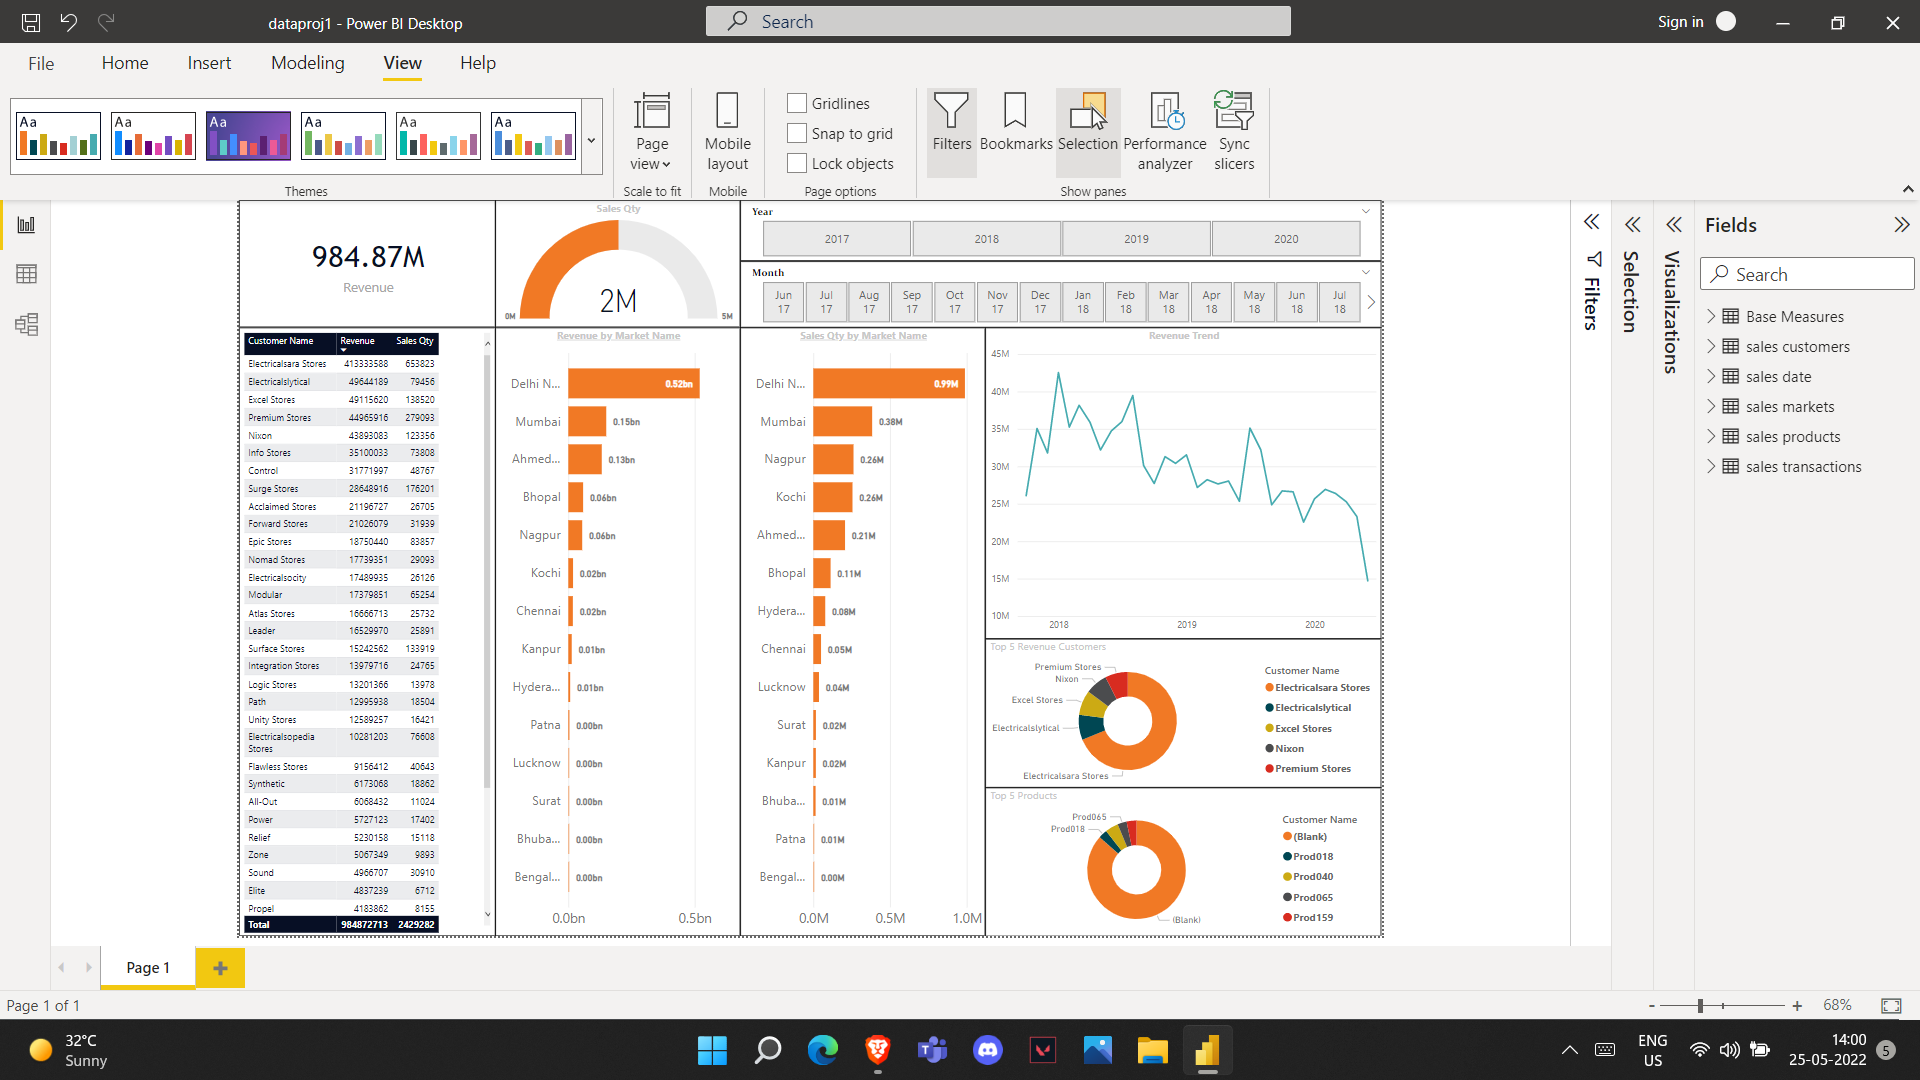 dataproj1 - Power BI Desktop
Search
Sign in
File Home Insert Modeling View Help
Aa Aa Aa Aa Aa Aa
Themes
Page view
Scale to fit
Mobile layout
Mobile
Gridlines
Snap to grid
Lock objects
Page options
Filters
Bookmarks
Selection
Performance analyzer
Sync slicers
Show panes
984.87M
Revenue
Sales Qty
2M
0M
5M
Year
2017 2018 2019 2020
Month
Jun 17 Jul 17 Aug 17 Sep 17 Oct 17 Nov 17 Dec 17 Jan 18 Feb 18 Mar 18 Apr 18 May 18 Jun 18 Jul 18
Customer Name Revenue Sales Qty
Electricalsara Stores 413333588 653823
Electricalslytical 49644189 79456
Excel Stores 49115620 138520
Premium Stores 44965916 279093
Nixon 43893083 123356
Info Stores 35100033 73808
Control 31771997 48767
Surge Stores 28648916 176201
Acclaimed Stores 21196727 26705
Forward Stores 21026079 31939
Epic Stores 18750440 83857
Nomad Stores 17739351 29093
Electricalsocity 17489935 26126
Modular 17379851 65254
Atlas Stores 16666713 25732
Leader 16529970 25891
Surface Stores 15242562 133919
Integration Stores 13979716 24765
Logic Stores 13201366 13978
Path 12995938 18504
Unity Stores 12589257 16421
Electricalsopedia Stores 10281203 76608
Flawless Stores 9156412 40643
Synthetic 6173068 18862
All-Out 6068432 11024
Power 5727123 17402
Relief 5230158 15118
Zone 5067349 9893
Sound 4966707 30910
Elite 4837239 6712
Propel 4183862 8155
Total 984872713 2429282
Revenue by Market Name
Delhi N... 0.52bn
Mumbai 0.15bn
Ahmed... 0.13bn
Bhopal 0.06bn
Nagpur 0.06bn
Kochi 0.02bn
Chennai 0.02bn
Kanpur 0.01bn
Hydera... 0.01bn
Patna 0.00bn
Lucknow 0.00bn
Surat 0.00bn
Bhuba... 0.00bn
Bengal... 0.00bn
0.0bn 0.5bn
Sales Qty by Market Name
Delhi N... 0.99M
Mumbai 0.38M
Nagpur 0.26M
Kochi 0.26M
Ahmed... 0.21M
Bhopal 0.11M
Hydera... 0.08M
Chennai 0.05M
Lucknow 0.04M
Surat 0.02M
Kanpur 0.02M
Bhuba... 0.01M
Patna 0.01M
Bengal... 0.00M
0.0M 0.5M 1.0M
Revenue Trend
45M
40M
35M
30M
25M
20M
15M
10M
2018 2019 2020
Top 5 Revenue Customers
Premium Stores
Nixon
Excel Stores
Electricalslytical
Electricalsara Stores
Customer Name
Electricalsara Stores
Electricalslytical
Excel Stores
Nixon
Premium Stores
Top 5 Products
Prod065
Prod018
(Blank)
Customer Name
(Blank)
Prod018
Prod040
Prod065
Prod159
Filters
Selection
Visualizations
Fields
Search
Base Measures
sales customers
sales date
sales markets
sales products
sales transactions
Page 1
Page 1 of 1
- + 68%
32°C
Sunny
ENG
US
14:00
25-05-2022
5